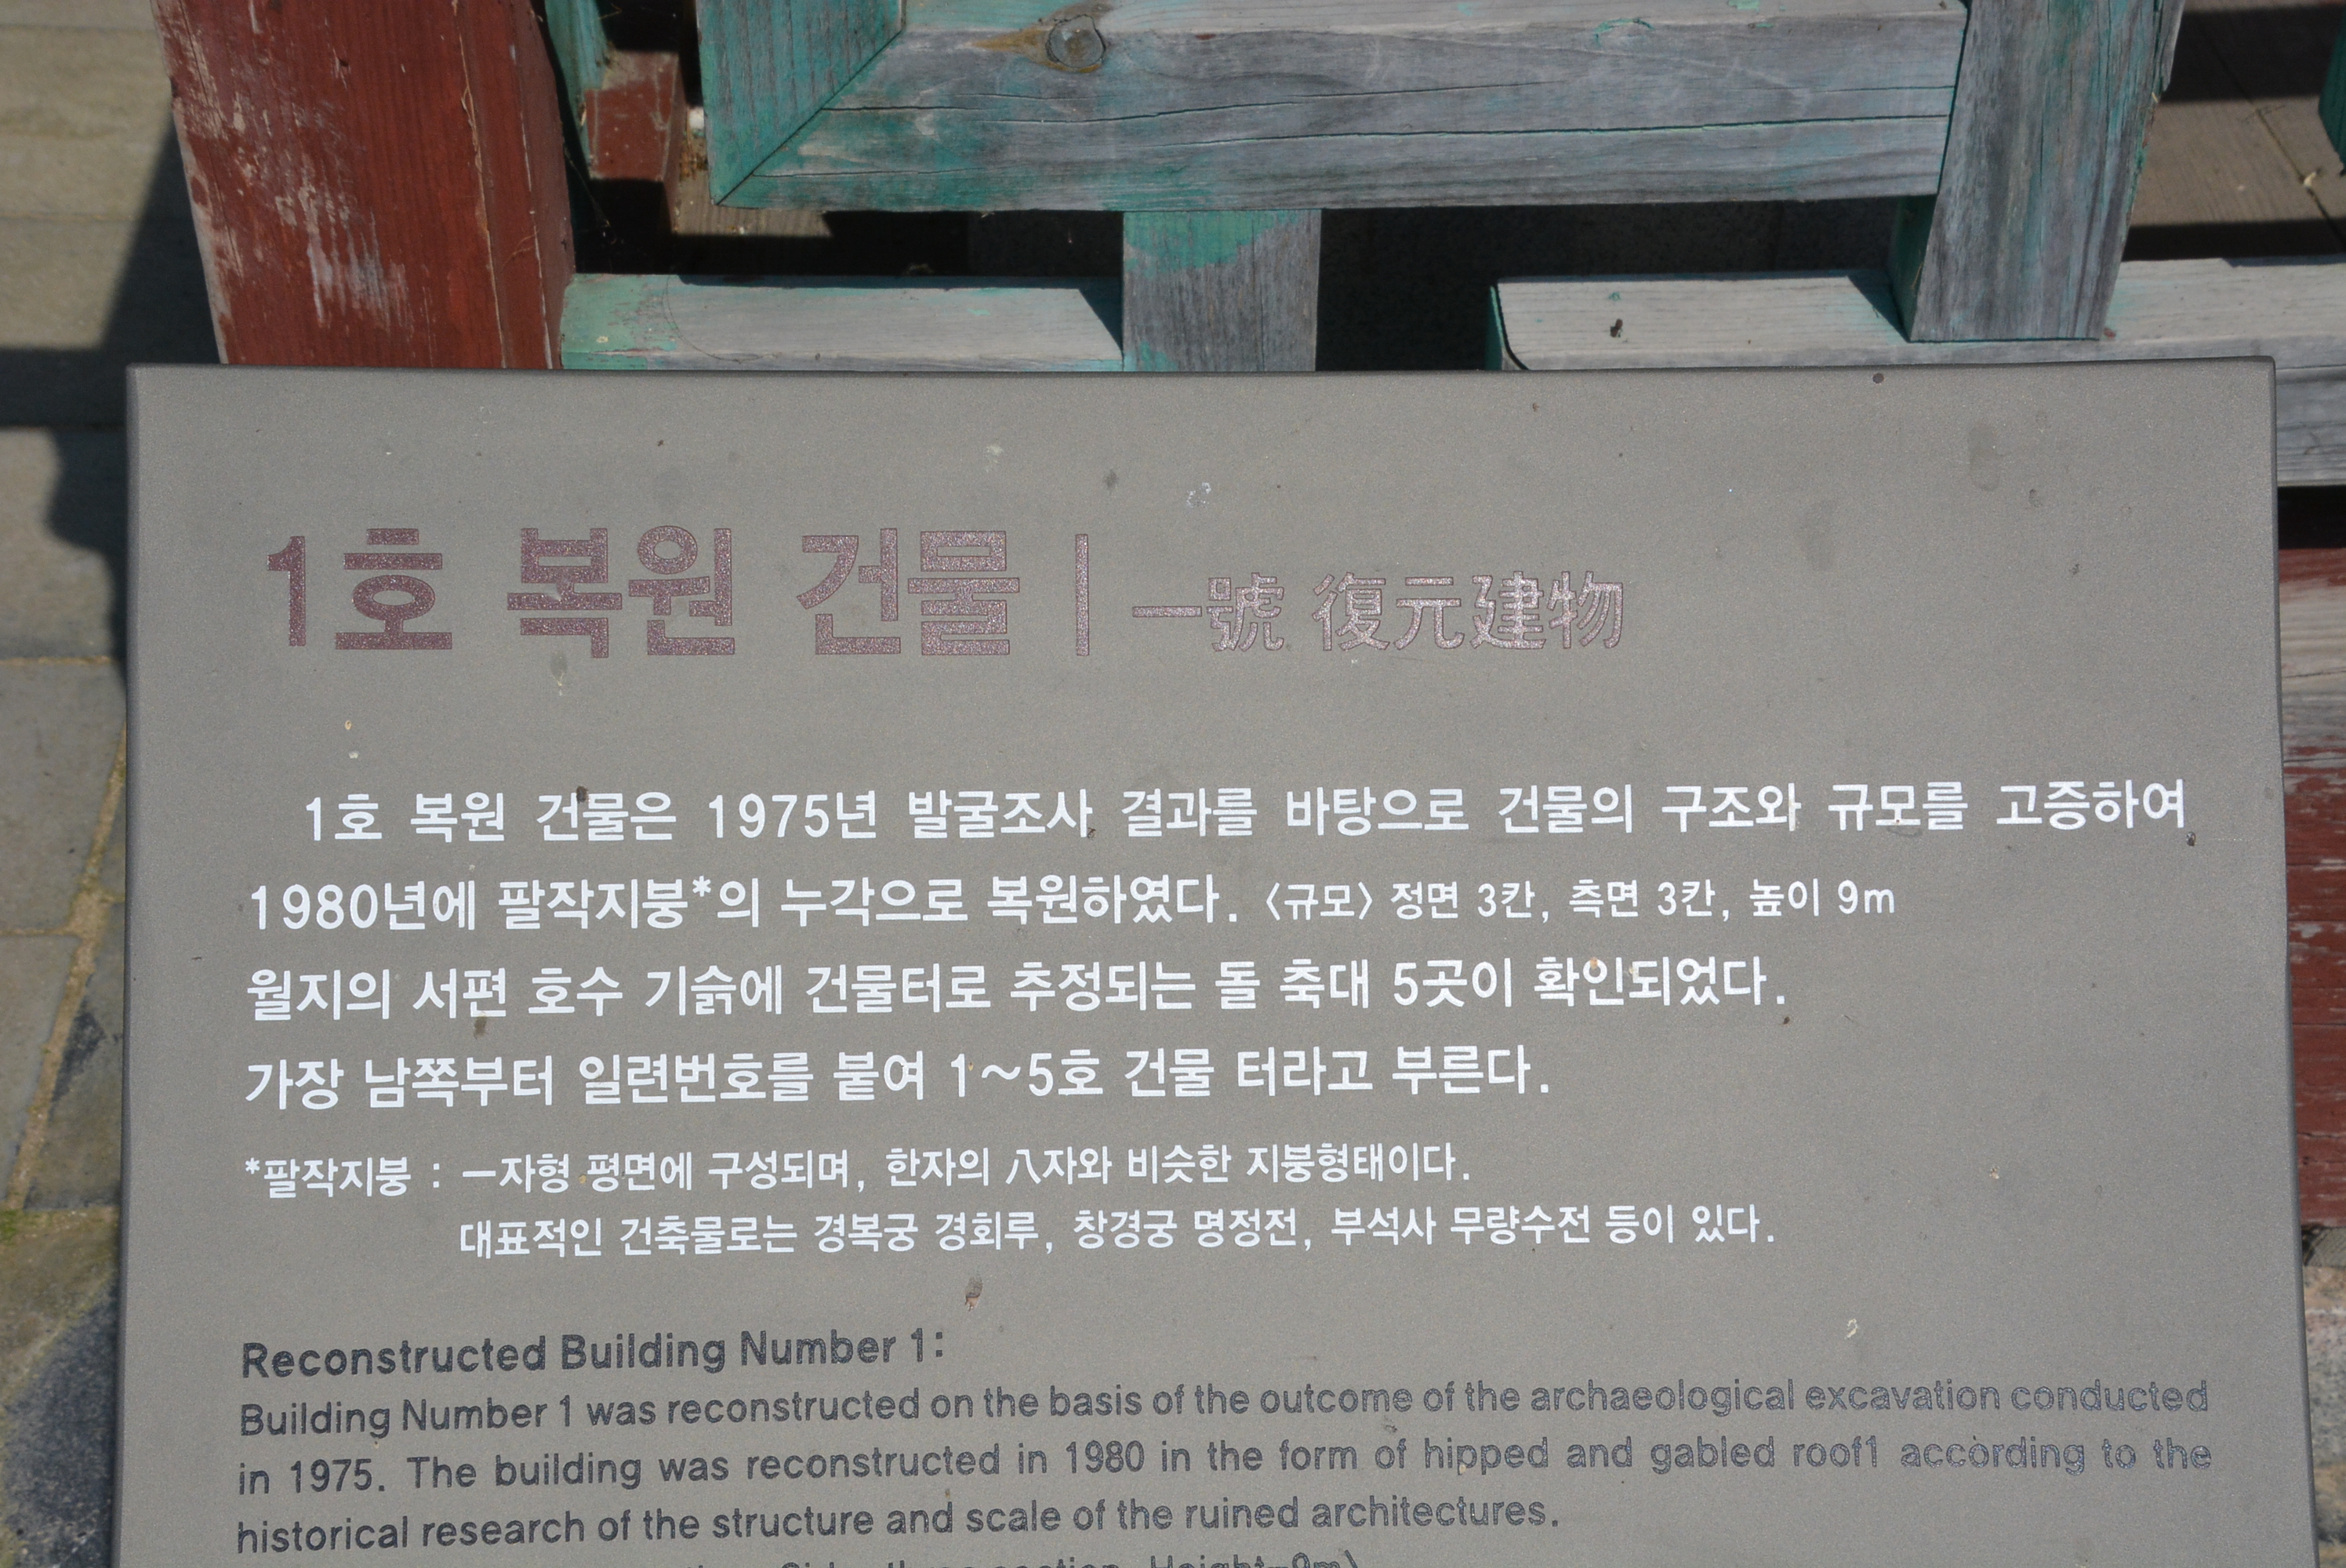 1호 복원 건물 | 一號 復元建物
1호 복원 건물은 1975년 발굴조사 결과를 바탕으로 건물의 구조와 규모를 고증하여
1980년에 팔작지붕*의 누각으로 복원하였다. 〈규모〉 정면 3칸, 측면 3칸, 높이 9m
월지의 서편 호수 기슭에 건물터로 추정되는 돌 축대 5곳이 확인되었다.
가장 남쪽부터 일련번호를 붙여 1~5호 건물 터라고 부른다.
*팔작지붕 : 一자형 평면에 구성되며, 한자의 八자와 비슷한 지붕형태이다.
대표적인 건축물로는 경복궁 경회루, 창경궁 명정전, 부석사 무량수전 등이 있다.
Reconstructed Building Number 1:
Building Number 1 was reconstructed on the basis of the outcome of the archaeological excavation conducted
in 1975. The building was reconstructed in 1980 in the form of hipped and gabled roof1 according to the
historical research of the structure and scale of the ruined architectures.
Height=9m)